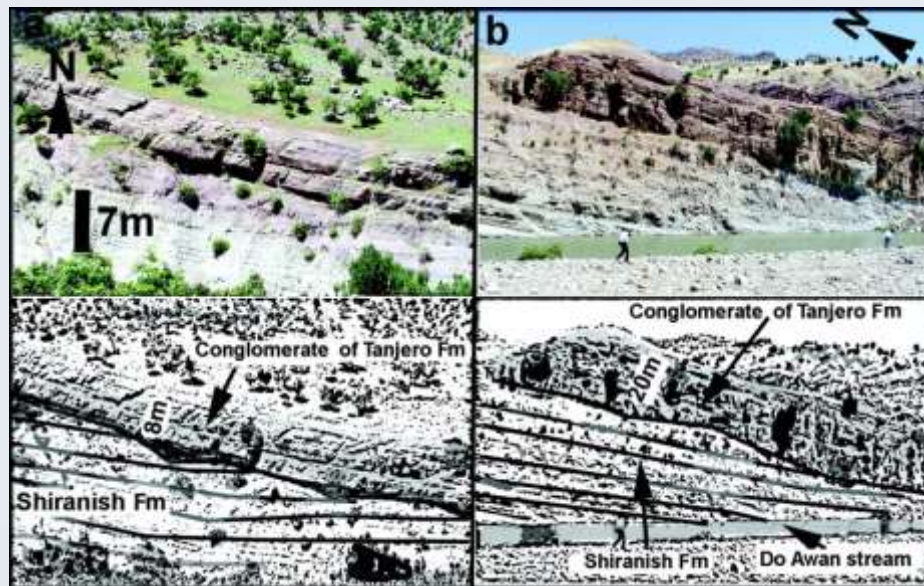 N
7m
b
N
Conglomerate of Tanjero Fm
8m
Shiranish Fm
Conglomerate of Tanjero Fm
20m
Shiranish Fm
Do Awan stream